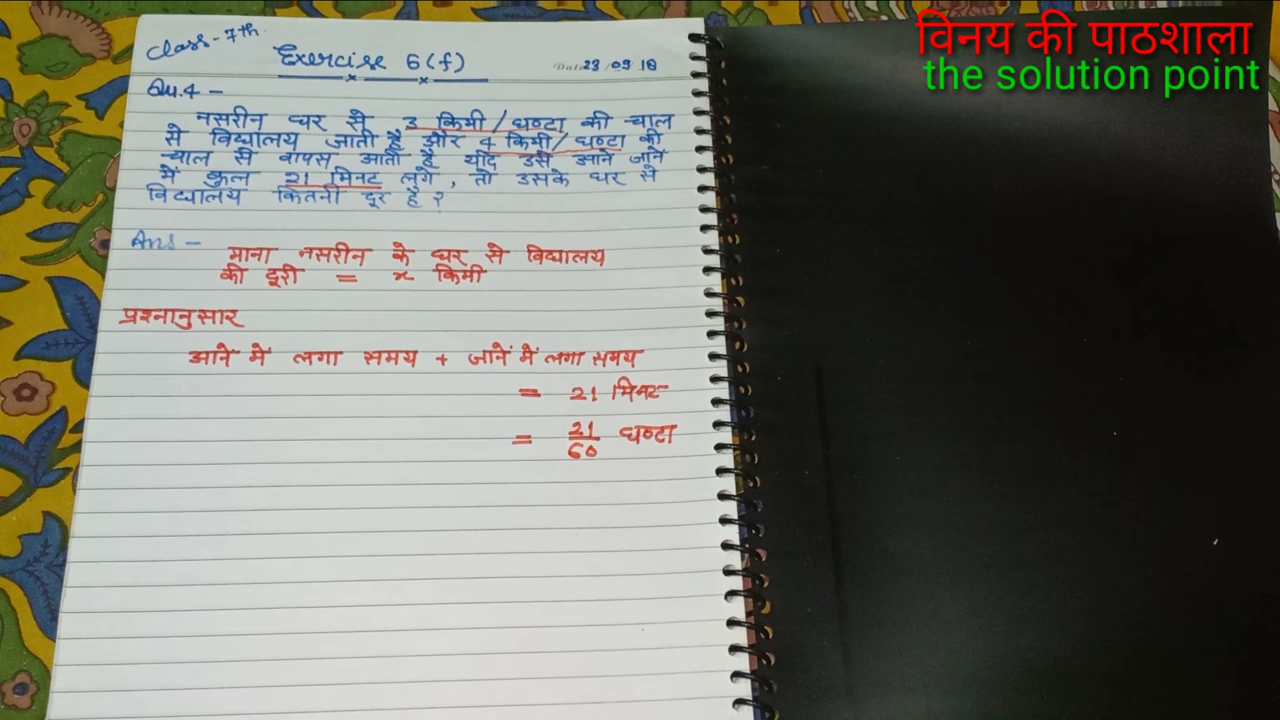 विनय की पाठशाला
the solution point
Class-7th.
Exercise 6(f)
Date 23/09/18
Qu.4 -
नसरीन घर से 3 किमी/घण्टा की चाल
से विद्यालय जाती है और 4 किमी/घण्टा की
चाल से वापस आती है यदि उसे आने जाने
में कुल 21 मिनट लगे, तो उसके घर से
विद्यालय कितनी दूर है ?
Ans -
माना नसरीन के घर से विद्यालय
की दूरी = x किमी
प्रश्नानुसार
आने में लगा समय + जाने में लगा समय
= 21 मिनट
= 21/60 घण्टा